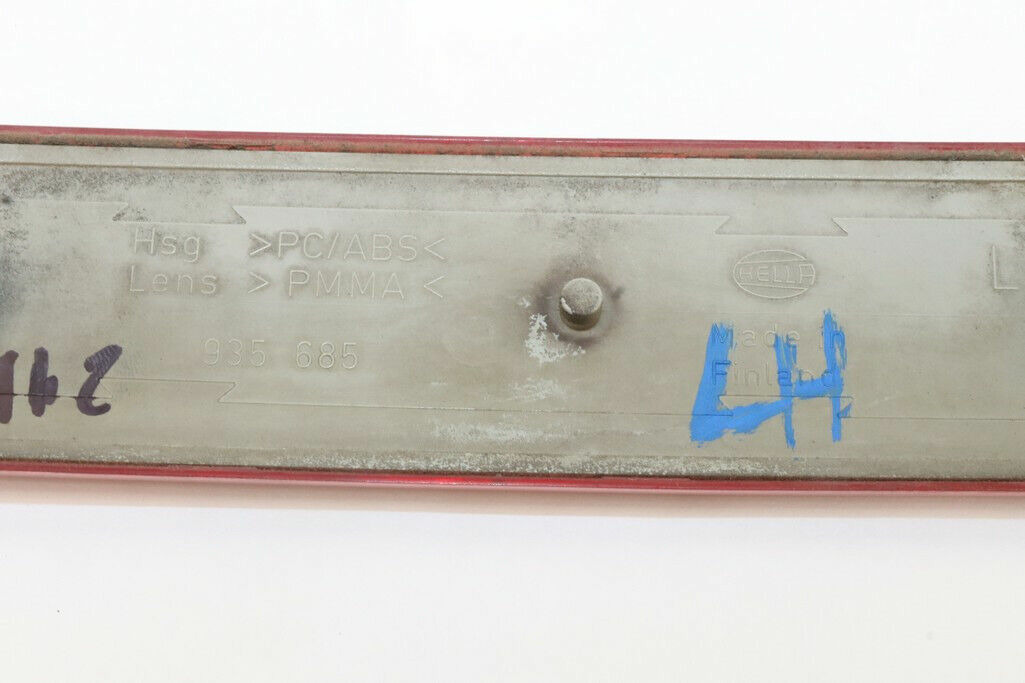 Hsg >PC/ABS<
Lens >PMMA<
935 685
HELLA
Made in
Finland
L
LH